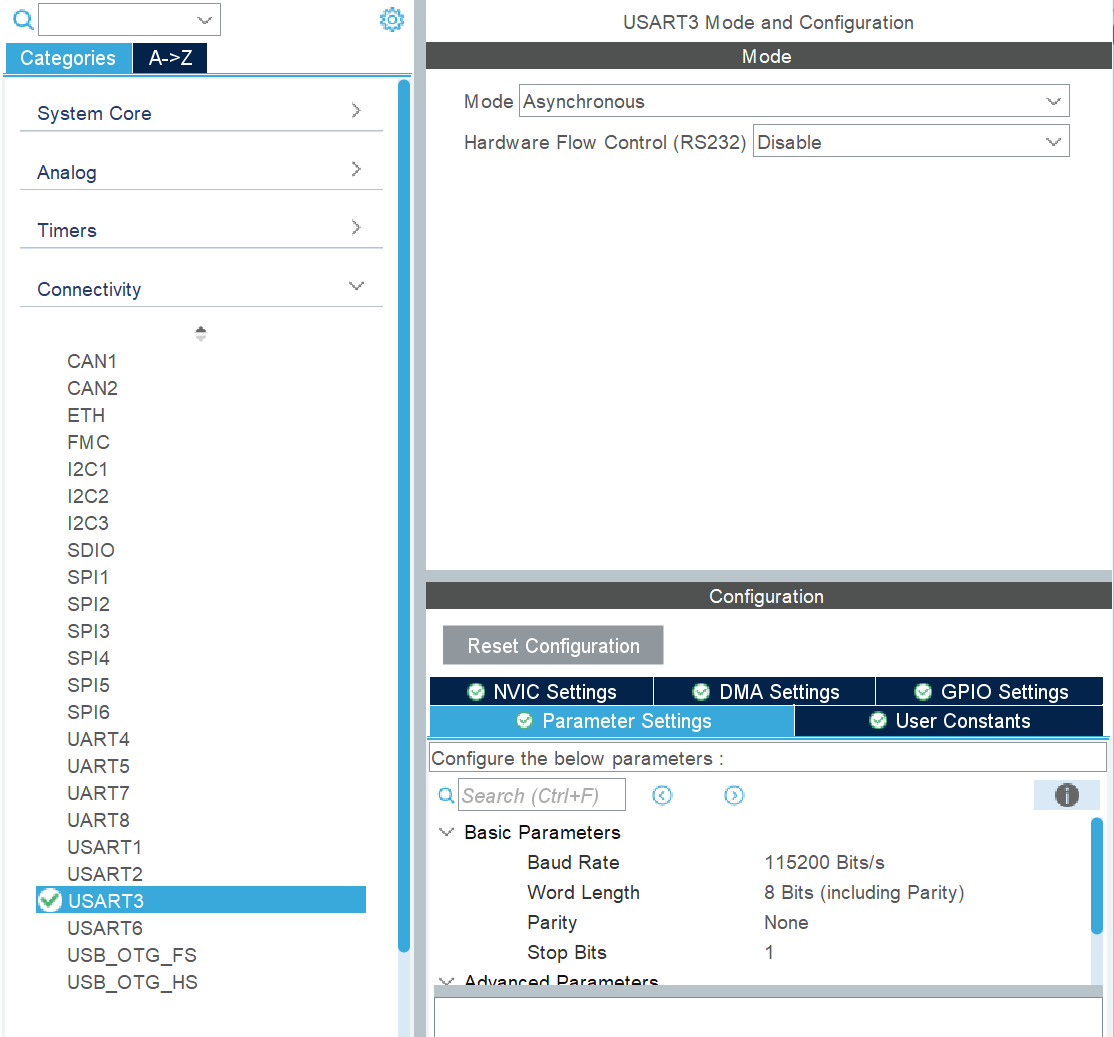 Categories A->Z
System Core
Analog
Timers
Connectivity
CAN1
CAN2
ETH
FMC
I2C1
I2C2
I2C3
SDIO
SPI1
SPI2
SPI3
SPI4
SPI5
SPI6
UART4
UART5
UART7
UART8
USART1
USART2
USART3
USART6
USB_OTG_FS
USB_OTG_HS
USART3 Mode and Configuration
Mode
Mode Asynchronous
Hardware Flow Control (RS232) Disable
Configuration
Reset Configuration
NVIC Settings DMA Settings GPIO Settings
Parameter Settings User Constants
Configure the below parameters :
Search (Ctrl+F)
Basic Parameters
Baud Rate 115200 Bits/s
Word Length 8 Bits (including Parity)
Parity None
Stop Bits 1
Advanced Parameters